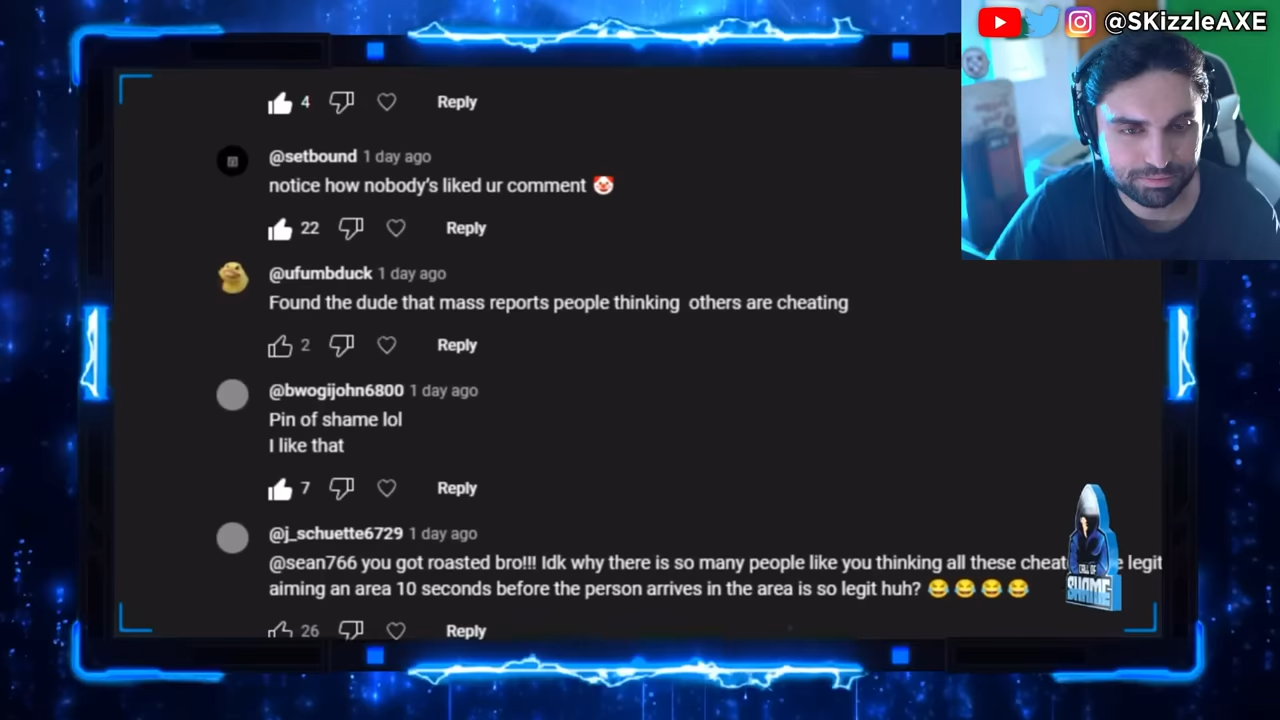 @SKizzleAXE
4 Reply
@setbound 1 day ago
notice how nobody's liked ur comment 🤡
22 Reply
@ufumbduck 1 day ago
Found the dude that mass reports people thinking  others are cheating
2 Reply
@bwogijohn6800 1 day ago
Pin of shame lol
I like that
7 Reply
@j_schuette6729 1 day ago
@sean766 you got roasted bro!!! Idk why there is so many people like you thinking all these cheat e legit
aiming an area 10 seconds before the person arrives in the area is so legit huh? 😂😂😂😂
26 Reply
CALL OF
SHAME